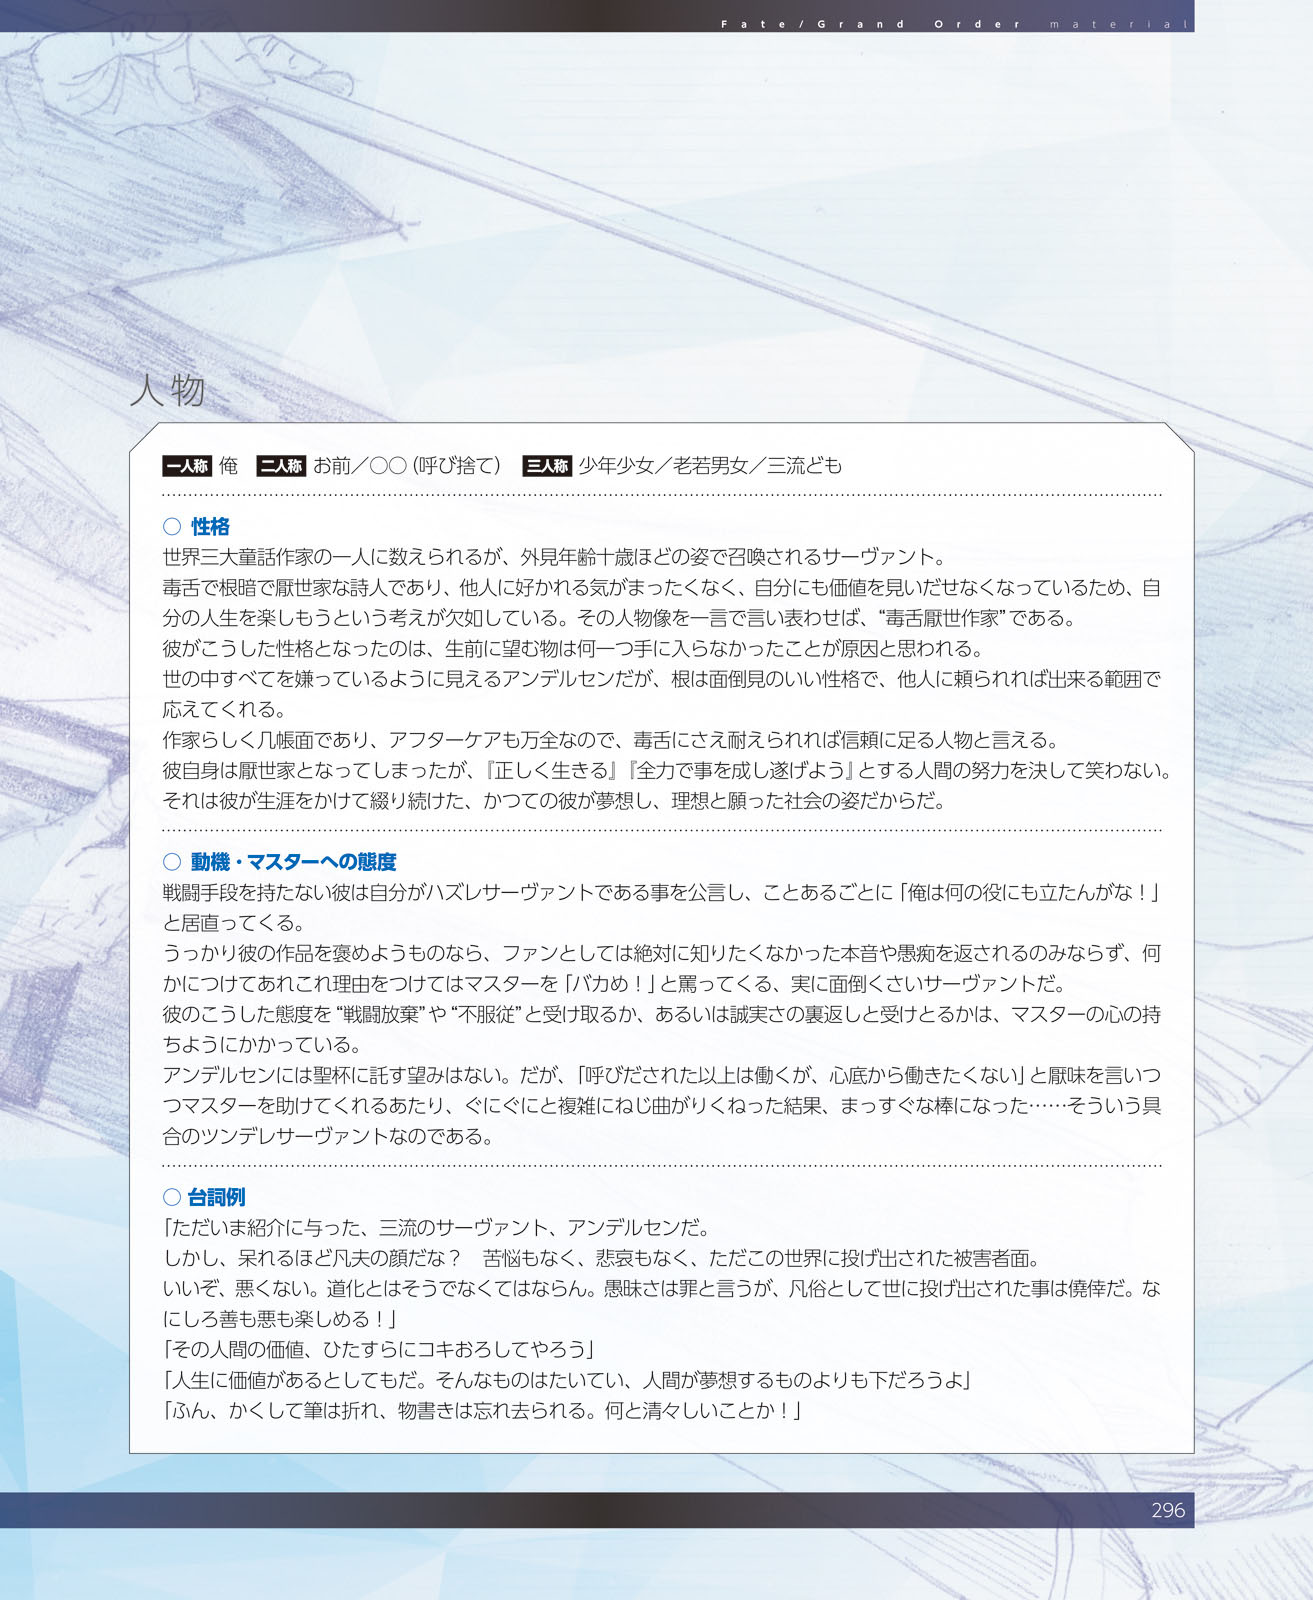 Fate/Grand Order material
人物
一人称 俺 二人称 お前／○○（呼び捨て） 三人称 少年少女／老若男女／三流ども
○ 性格
世界三大童話作家の一人に数えられるが、外見年齢十歳ほどの姿で召喚されるサーヴァント。
毒舌で根暗で厭世家な詩人であり、他人に好かれる気がまったくなく、自分にも価値を見いだせなくなっているため、自
分の人生を楽しもうという考えが欠如している。その人物像を一言で言い表わせば、“毒舌厭世作家”である。
彼がこうした性格となったのは、生前に望む物は何一つ手に入らなかったことが原因と思われる。
世の中すべてを嫌っているように見えるアンデルセンだが、根は面倒見のいい性格で、他人に頼られれば出来る範囲で
応えてくれる。
作家らしく几帳面であり、アフターケアも万全なので、毒舌にさえ耐えられれば信頼に足る人物と言える。
彼自身は厭世家となってしまったが、『正しく生きる』『全力で事を成し遂げよう』とする人間の努力を決して笑わない。
それは彼が生涯をかけて綴り続けた、かつての彼が夢想し、理想と願った社会の姿だからだ。
○ 動機・マスターへの態度
戦闘手段を持たない彼は自分がハズレサーヴァントである事を公言し、ことあるごとに「俺は何の役にも立たんがな！」
と居直ってくる。
うっかり彼の作品を褒めようものなら、ファンとしては絶対に知りたくなかった本音や愚痴を返されるのみならず、何
かにつけてあれこれ理由をつけてはマスターを「バカめ！」と罵ってくる、実に面倒くさいサーヴァントだ。
彼のこうした態度を“戦闘放棄”や“不服従”と受け取るか、あるいは誠実さの裏返しと受けとるかは、マスターの心の持
ちようにかかっている。
アンデルセンには聖杯に託す望みはない。だが、「呼びだされた以上は働くが、心底から働きたくない」と厭味を言いつ
つマスターを助けてくれるあたり、ぐにぐにと複雑にねじ曲がりくねった結果、まっすぐな棒になった……そういう具
合のツンデレサーヴァントなのである。
○ 台詞例
「ただいま紹介に与った、三流のサーヴァント、アンデルセンだ。
しかし、呆れるほど凡夫の顔だな？　苦悩もなく、悲哀もなく、ただこの世界に投げ出された被害者面。
いいぞ、悪くない。道化とはそうでなくてはならん。愚昧さは罪と言うが、凡俗として世に投げ出された事は僥倖だ。な
にしろ善も悪も楽しめる！」
「その人間の価値、ひたすらにコキおろしてやろう」
「人生に価値があるとしてもだ。そんなものはたいてい、人間が夢想するものよりも下だろうよ」
「ふん、かくして筆は折れ、物書きは忘れ去られる。何と清々しいことか！」
296